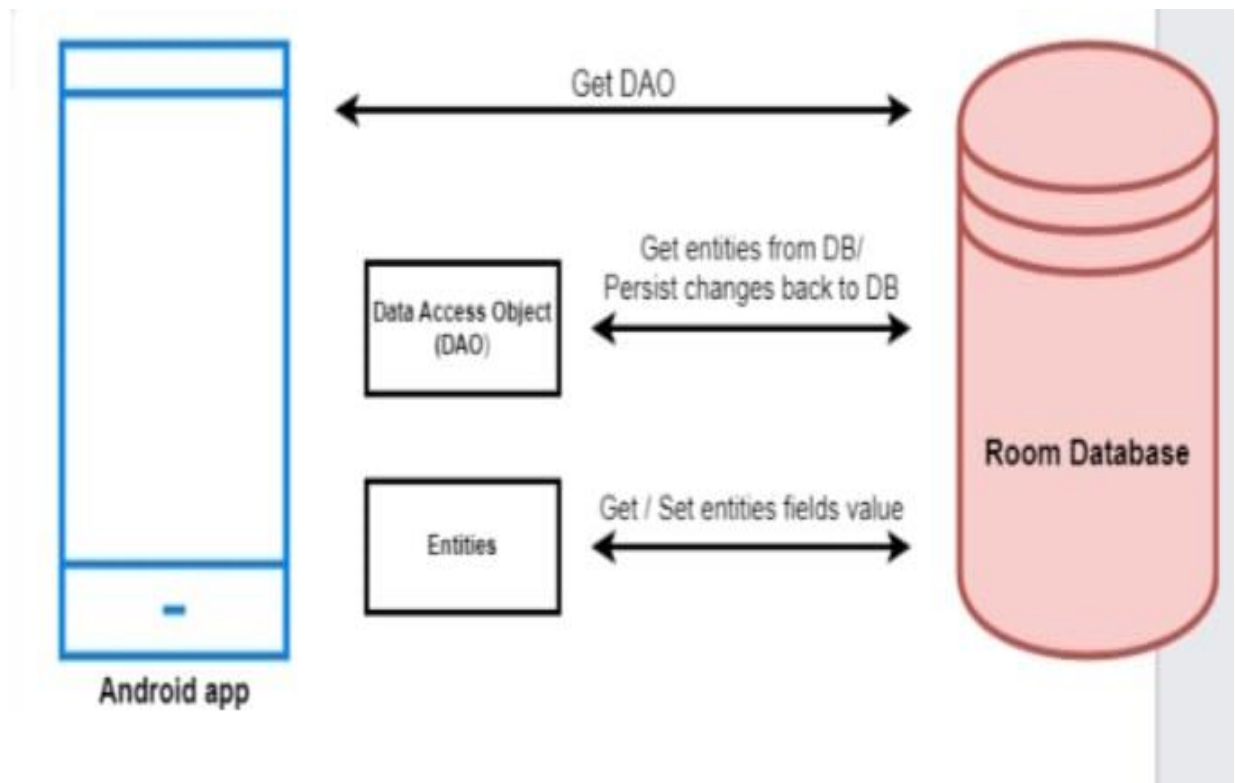 Get DAO
Get entities from DB/
Persist changes back to DB
Data Access Object
(DAO)
Room Database
Get / Set entities fields value
Entities
Android app